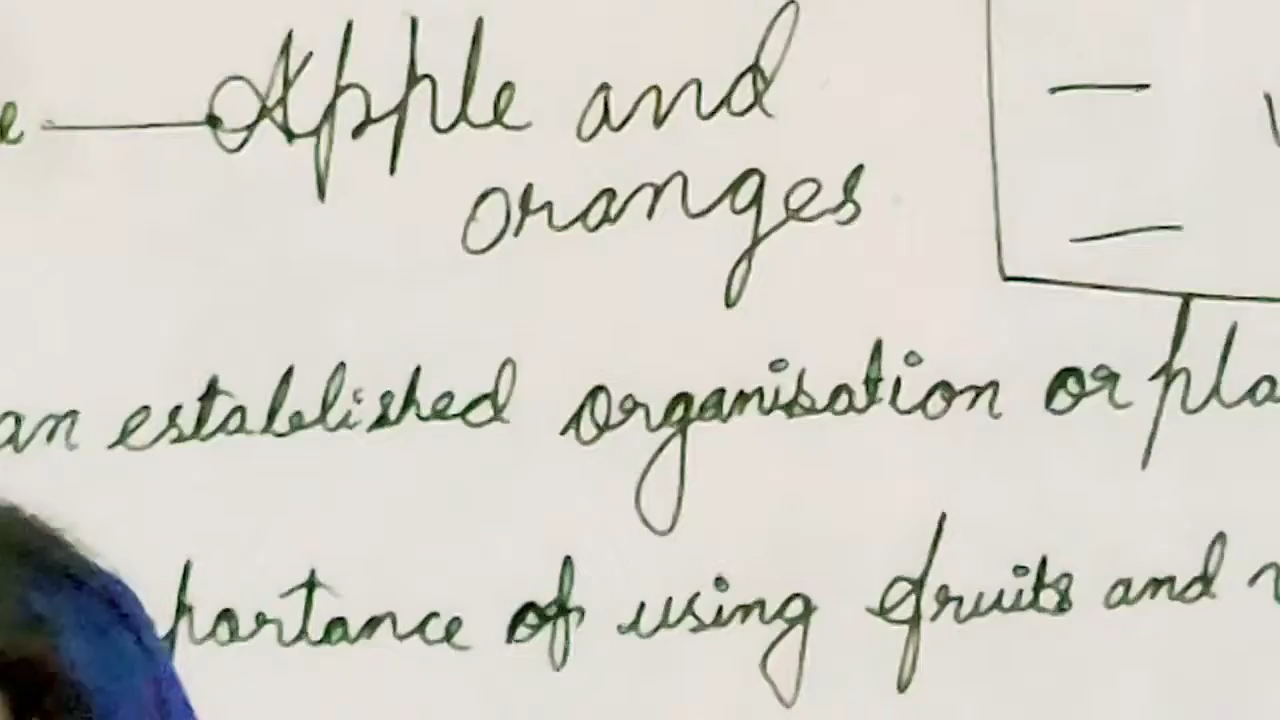 e — Apple and
oranges
an established organisation or pla
portance of using fruits and